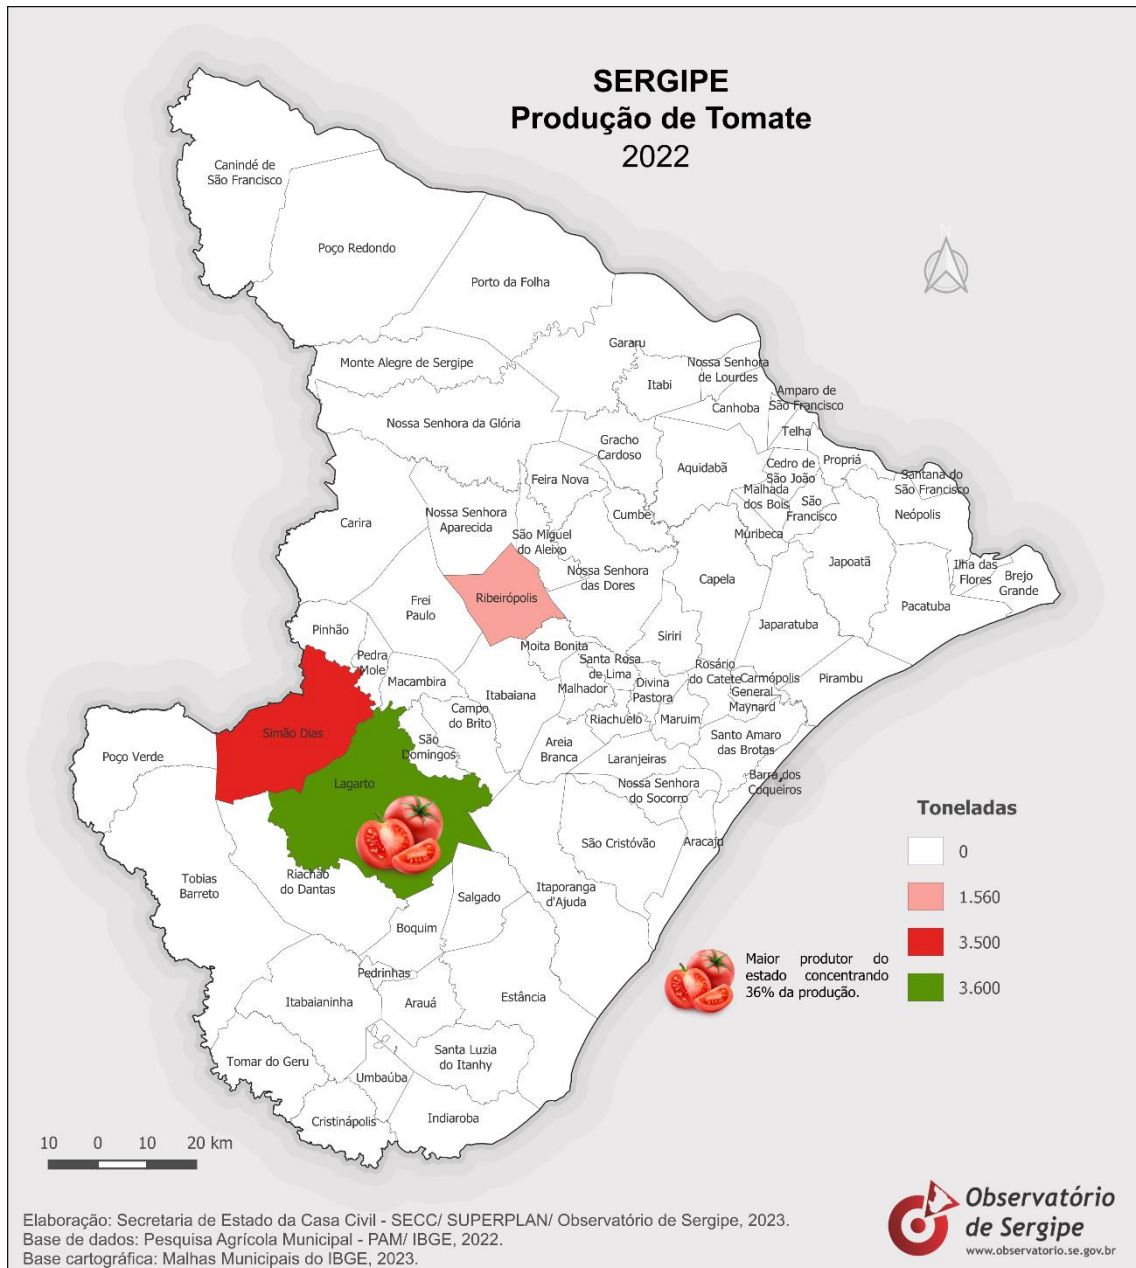 SERGIPE
Produção de Tomate
2022
N
Canindé de
São Francisco
Poço Redondo
Porto da Folha
Gararu
Monte Alegre de Sergipe
Nossa Senhora
de Lourdes
Itabi
Amparo de
São Francisco
Canhoba
Nossa Senhora da Glória
Telha
Gracho
Cardoso
Propriá
Aquidabã
Cedro de
São João
Feira Nova
Santana do
São Francisco
Malhada
dos Bois
São
Francisco
Neópolis
Nossa Senhora
Aparecida
Cumbe
Carira
São Miguel
do Aleixo
Muribeca
Japoatã
Nossa Senhora
das Dores
Ilha das
Flores
Brejo
Grande
Capela
Ribeirópolis
Frei
Paulo
Pacatuba
Pinhão
Japaratuba
Siriri
Moita Bonita
Pedra
Mole
Santa Rosa
de Lima
Rosário
do Catete
Macambira
Carmópolis
Pirambu
Itabaiana
Malhador
Divina
Pastora
General
Maynard
Campo
do Brito
Riachuelo
Maruim
Simão Dias
Santo Amaro
das Brotas
São
Domingos
Areia
Branca
Poço Verde
Laranjeiras
Barra dos
Coqueiros
Lagarto
Nossa Senhora
do Socorro
São Cristóvão
Aracaju
Tobias
Barreto
Riachão
do Dantas
Itaporanga
d'Ajuda
Salgado
Boquim
Pedrinhas
Itabaianinha
Arauá
Estância
Santa Luzia
do Itanhy
Tomar do Geru
Umbaúba
Cristinápolis
Indiaroba
Toneladas
0
1.560
3.500
3.600
Maior produtor do
estado concentrando
36% da produção.
10 0 10 20 km
Elaboração: Secretaria de Estado da Casa Civil - SECC/ SUPERPLAN/ Observatório de Sergipe, 2023.
Base de dados: Pesquisa Agrícola Municipal - PAM/ IBGE, 2022.
Base cartográfica: Malhas Municipais do IBGE, 2023.
Observatório
de Sergipe
www.observatorio.se.gov.br